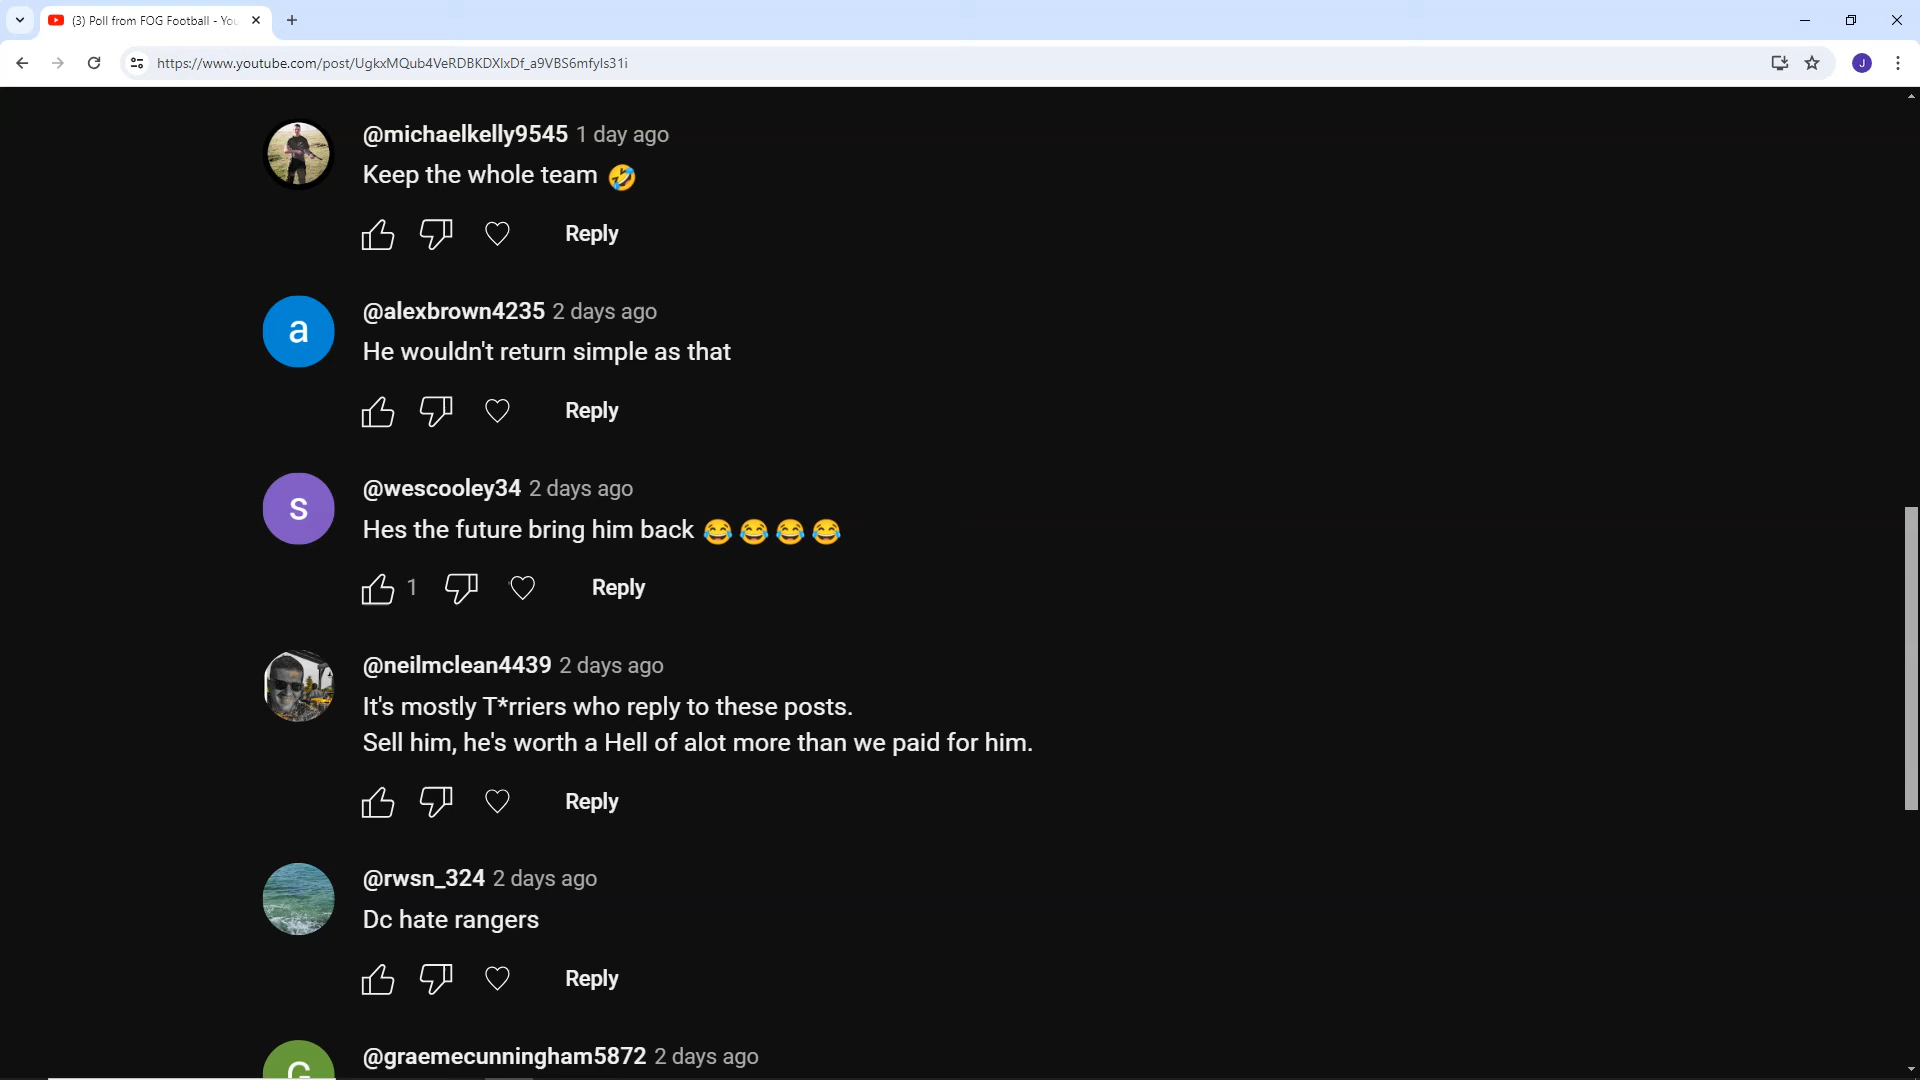 (3) Poll from FOG Football - You
https://www.youtube.com/post/UgkxMQub4VeRDBKDXIxDf_a9VBS6mfyIs31i
J
@michaelkelly9545 1 day ago
Keep the whole team 🤣
Reply
a
@alexbrown4235 2 days ago
He wouldn't return simple as that
Reply
s
@wescooley34 2 days ago
Hes the future bring him back 😂 😂 😂 😂
1 Reply
@neilmclean4439 2 days ago
It's mostly T*rriers who reply to these posts.
Sell him, he's worth a Hell of alot more than we paid for him.
Reply
@rwsn_324 2 days ago
Dc hate rangers
Reply
G
@graemecunningham5872 2 days ago